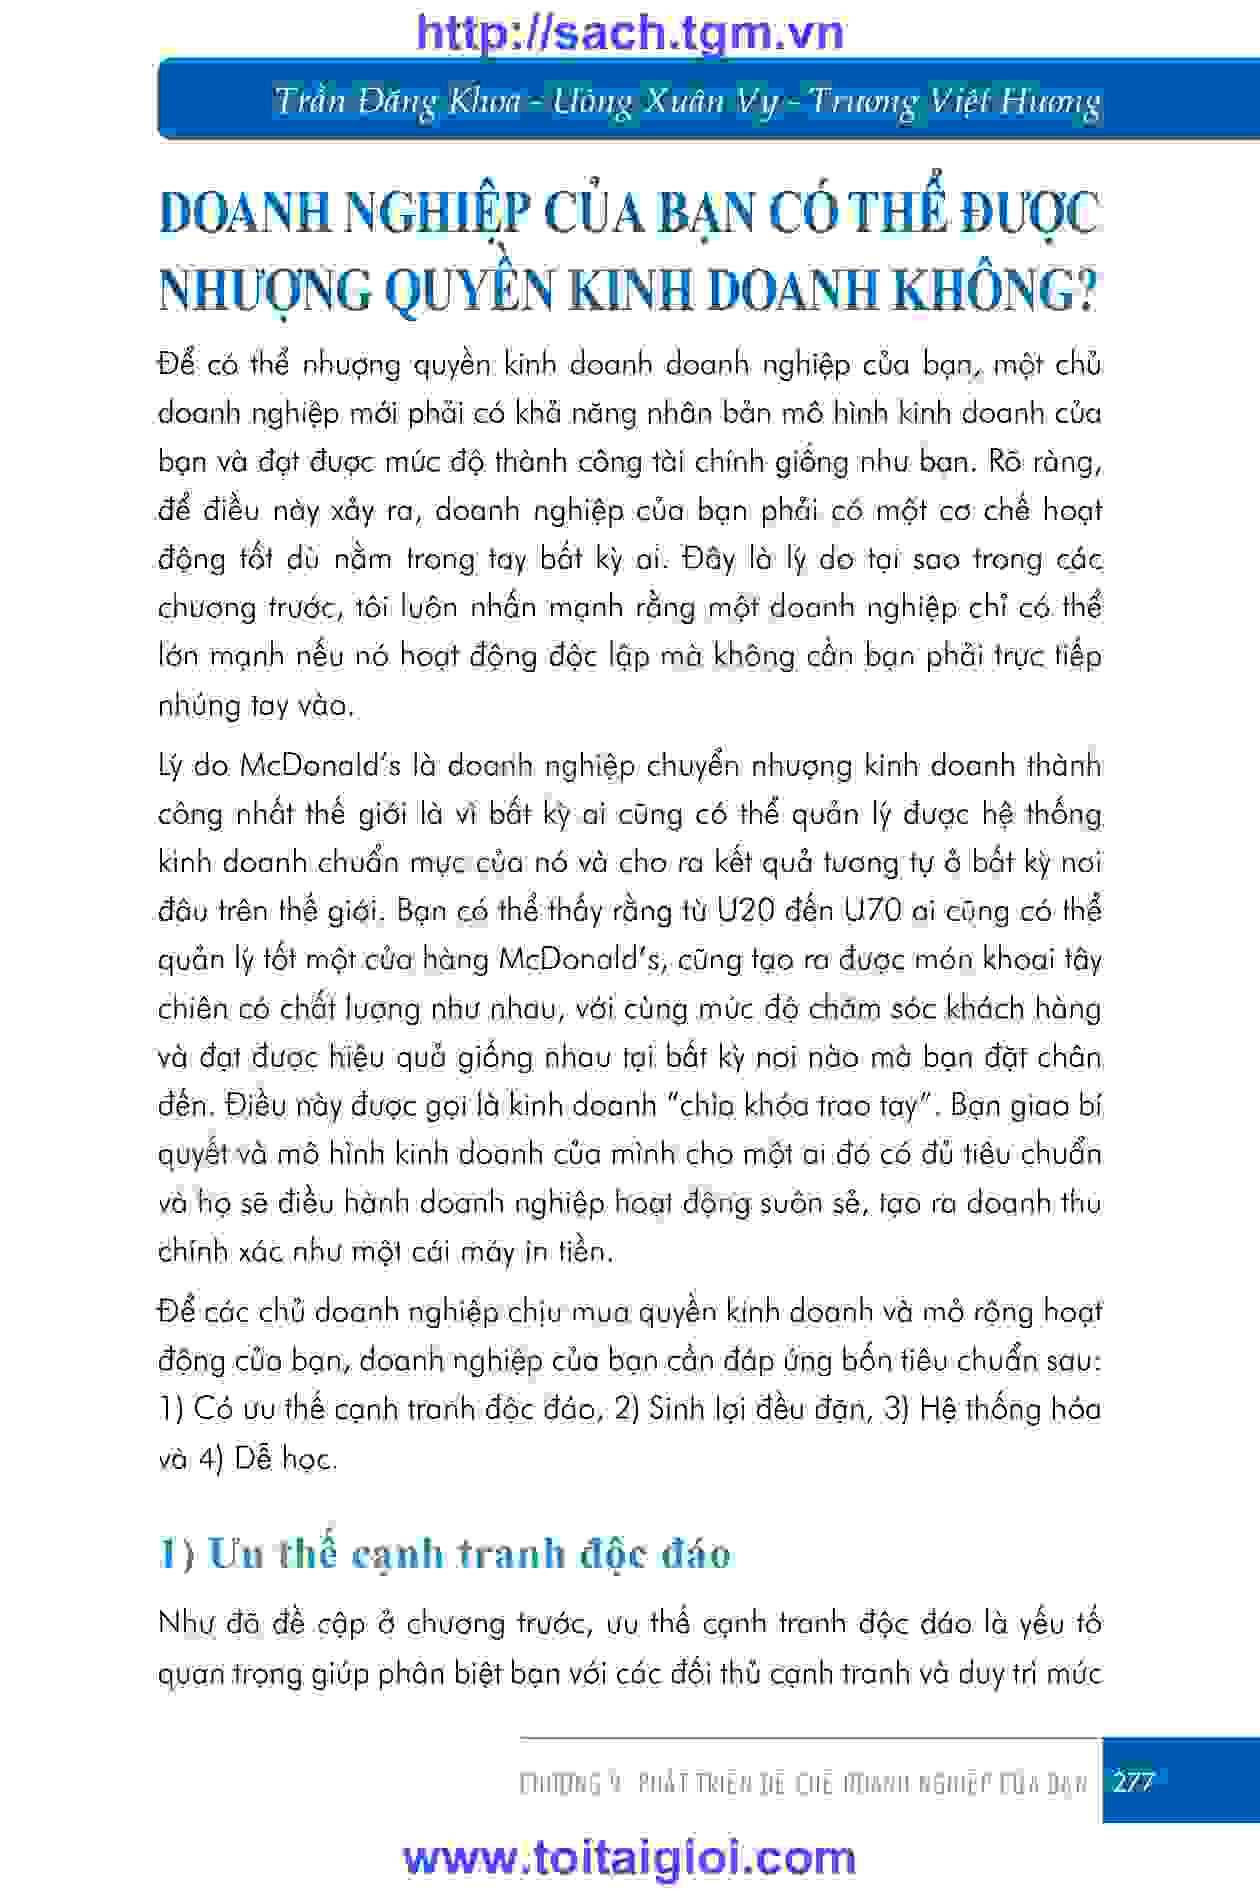 http://sach.tgm.vn
Trần Đăng Khoa - Uông Xuân Vy - Trương Việt Hương
DOANH NGHIỆP CỦA BẠN CÓ THỂ ĐƯỢC
NHƯỢNG QUYỀN KINH DOANH KHÔNG?
Để có thể nhượng quyền kinh doanh doanh nghiệp của bạn, một chủ
doanh nghiệp mới phải có khả năng nhân bản mô hình kinh doanh của
bạn và đạt được mức độ thành công tài chính giống như bạn. Rõ ràng,
để điều này xảy ra, doanh nghiệp của bạn phải có một cơ chế hoạt
động tốt dù nằm trong tay bất kỳ ai. Đây là lý do tại sao trong các
chương trước, tôi luôn nhấn mạnh rằng một doanh nghiệp chỉ có thể
lớn mạnh nếu nó hoạt động độc lập mà không cần bạn phải trực tiếp
nhúng tay vào.
Lý do McDonald’s là doanh nghiệp chuyển nhượng kinh doanh thành
công nhất thế giới là vì bất kỳ ai cũng có thể quản lý được hệ thống
kinh doanh chuẩn mực của nó và cho ra kết quả tương tự ở bất kỳ nơi
đâu trên thế giới. Bạn có thể thấy rằng từ U20 đến U70 ai cũng có thể
quản lý tốt một cửa hàng McDonald’s, cũng tạo ra được món khoai tây
chiên có chất lượng như nhau, với cùng mức độ chăm sóc khách hàng
và đạt được hiệu quả giống nhau tại bất kỳ nơi nào mà bạn đặt chân
đến. Điều này được gọi là kinh doanh “chìa khóa trao tay”. Bạn giao bí
quyết và mô hình kinh doanh của mình cho một ai đó có đủ tiêu chuẩn
và họ sẽ điều hành doanh nghiệp hoạt động suôn sẻ, tạo ra doanh thu
chính xác như một cái máy in tiền.
Để các chủ doanh nghiệp chịu mua quyền kinh doanh và mở rộng hoạt
động của bạn, doanh nghiệp của bạn cần đáp ứng bốn tiêu chuẩn sau:
1) Có ưu thế cạnh tranh độc đáo, 2) Sinh lợi đều đặn, 3) Hệ thống hóa
và 4) Dễ học.
1) Ưu thế cạnh tranh độc đáo
Như đã đề cập ở chương trước, ưu thế cạnh tranh độc đáo là yếu tố
quan trọng giúp phân biệt bạn với các đối thủ cạnh tranh và duy trì mức
CHƯƠNG 9: PHÁT TRIỂN ĐẾ CHẾ DOANH NGHIỆP CỦA BẠN 277
www.toitaigioi.com